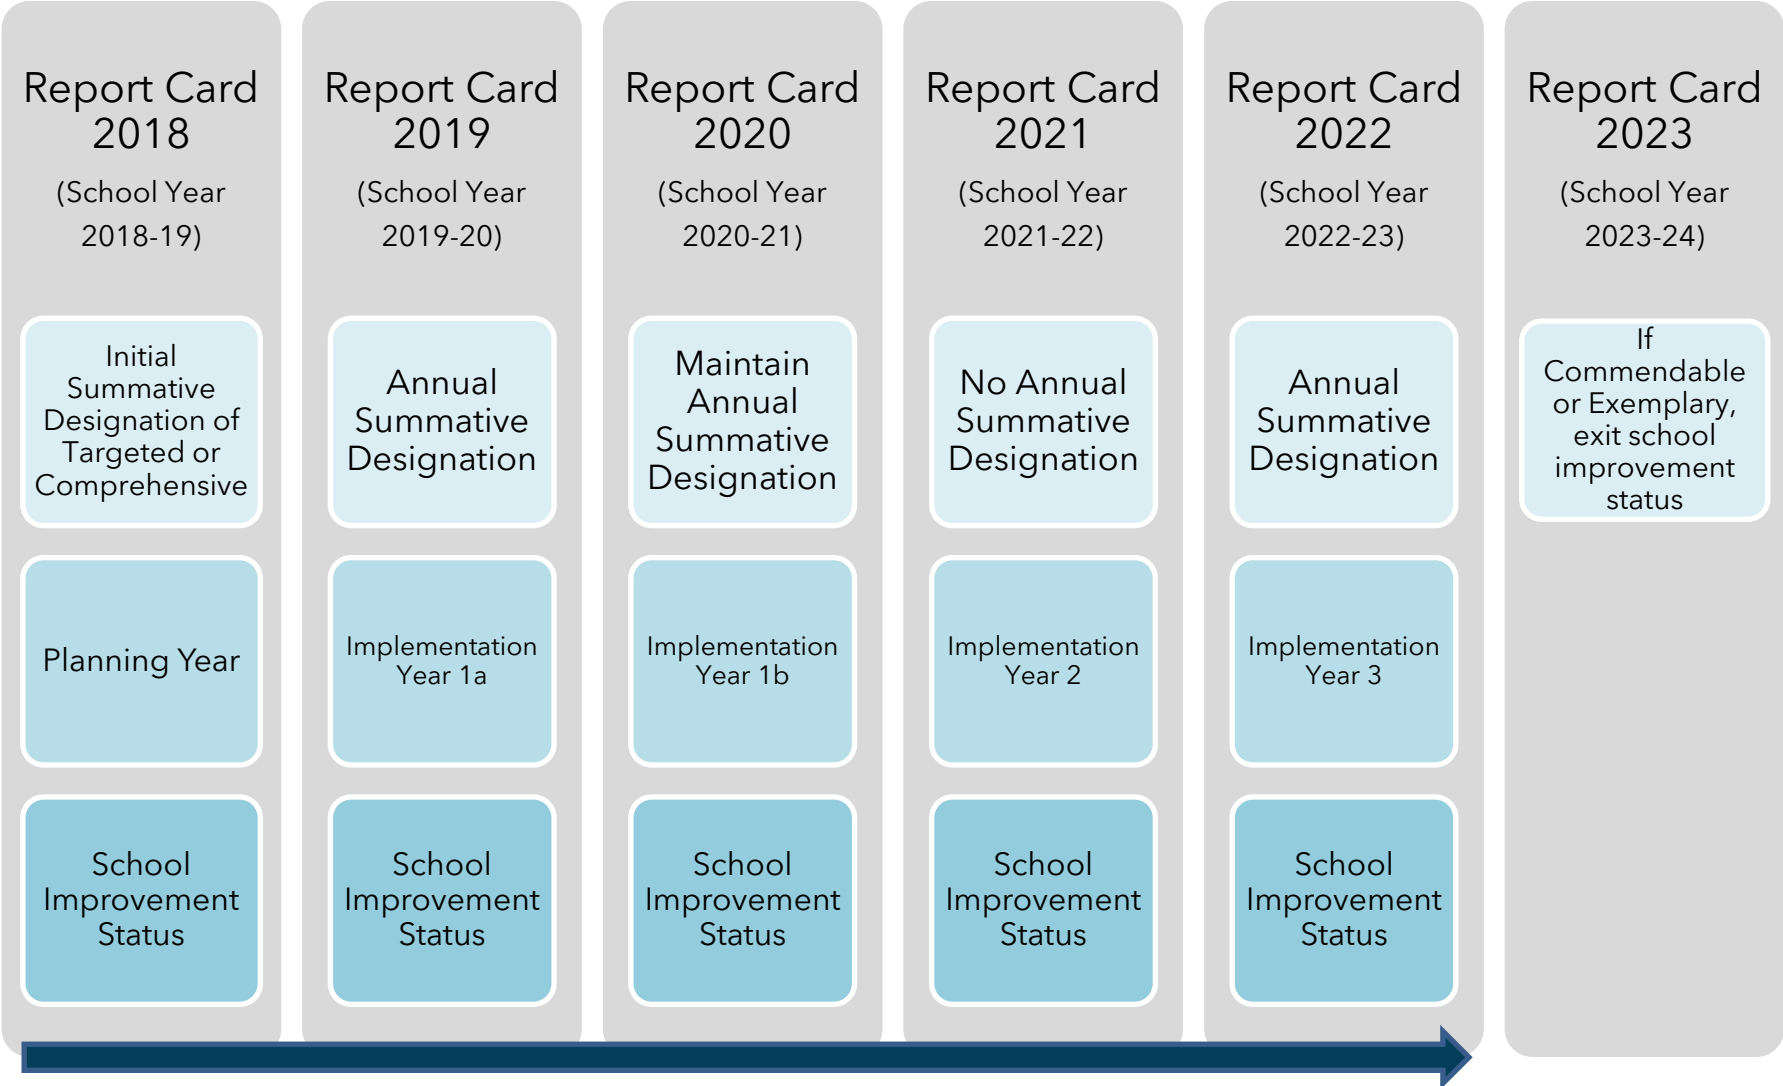 Report Card
2018
(School Year
2018-19)
Initial
Summative
Designation of
Targeted or
Comprehensive
Planning Year
School
Improvement
Status
Report Card
2019
(School Year
2019-20)
Annual
Summative
Designation
Implementation
Year 1a
School
Improvement
Status
Report Card
2020
(School Year
2020-21)
Maintain
Annual
Summative
Designation
Implementation
Year 1b
School
Improvement
Status
Report Card
2021
(School Year
2021-22)
No Annual
Summative
Designation
Implementation
Year 2
School
Improvement
Status
Report Card
2022
(School Year
2022-23)
Annual
Summative
Designation
Implementation
Year 3
School
Improvement
Status
Report Card
2023
(School Year
2023-24)
If
Commendable
or Exemplary,
exit school
improvement
status